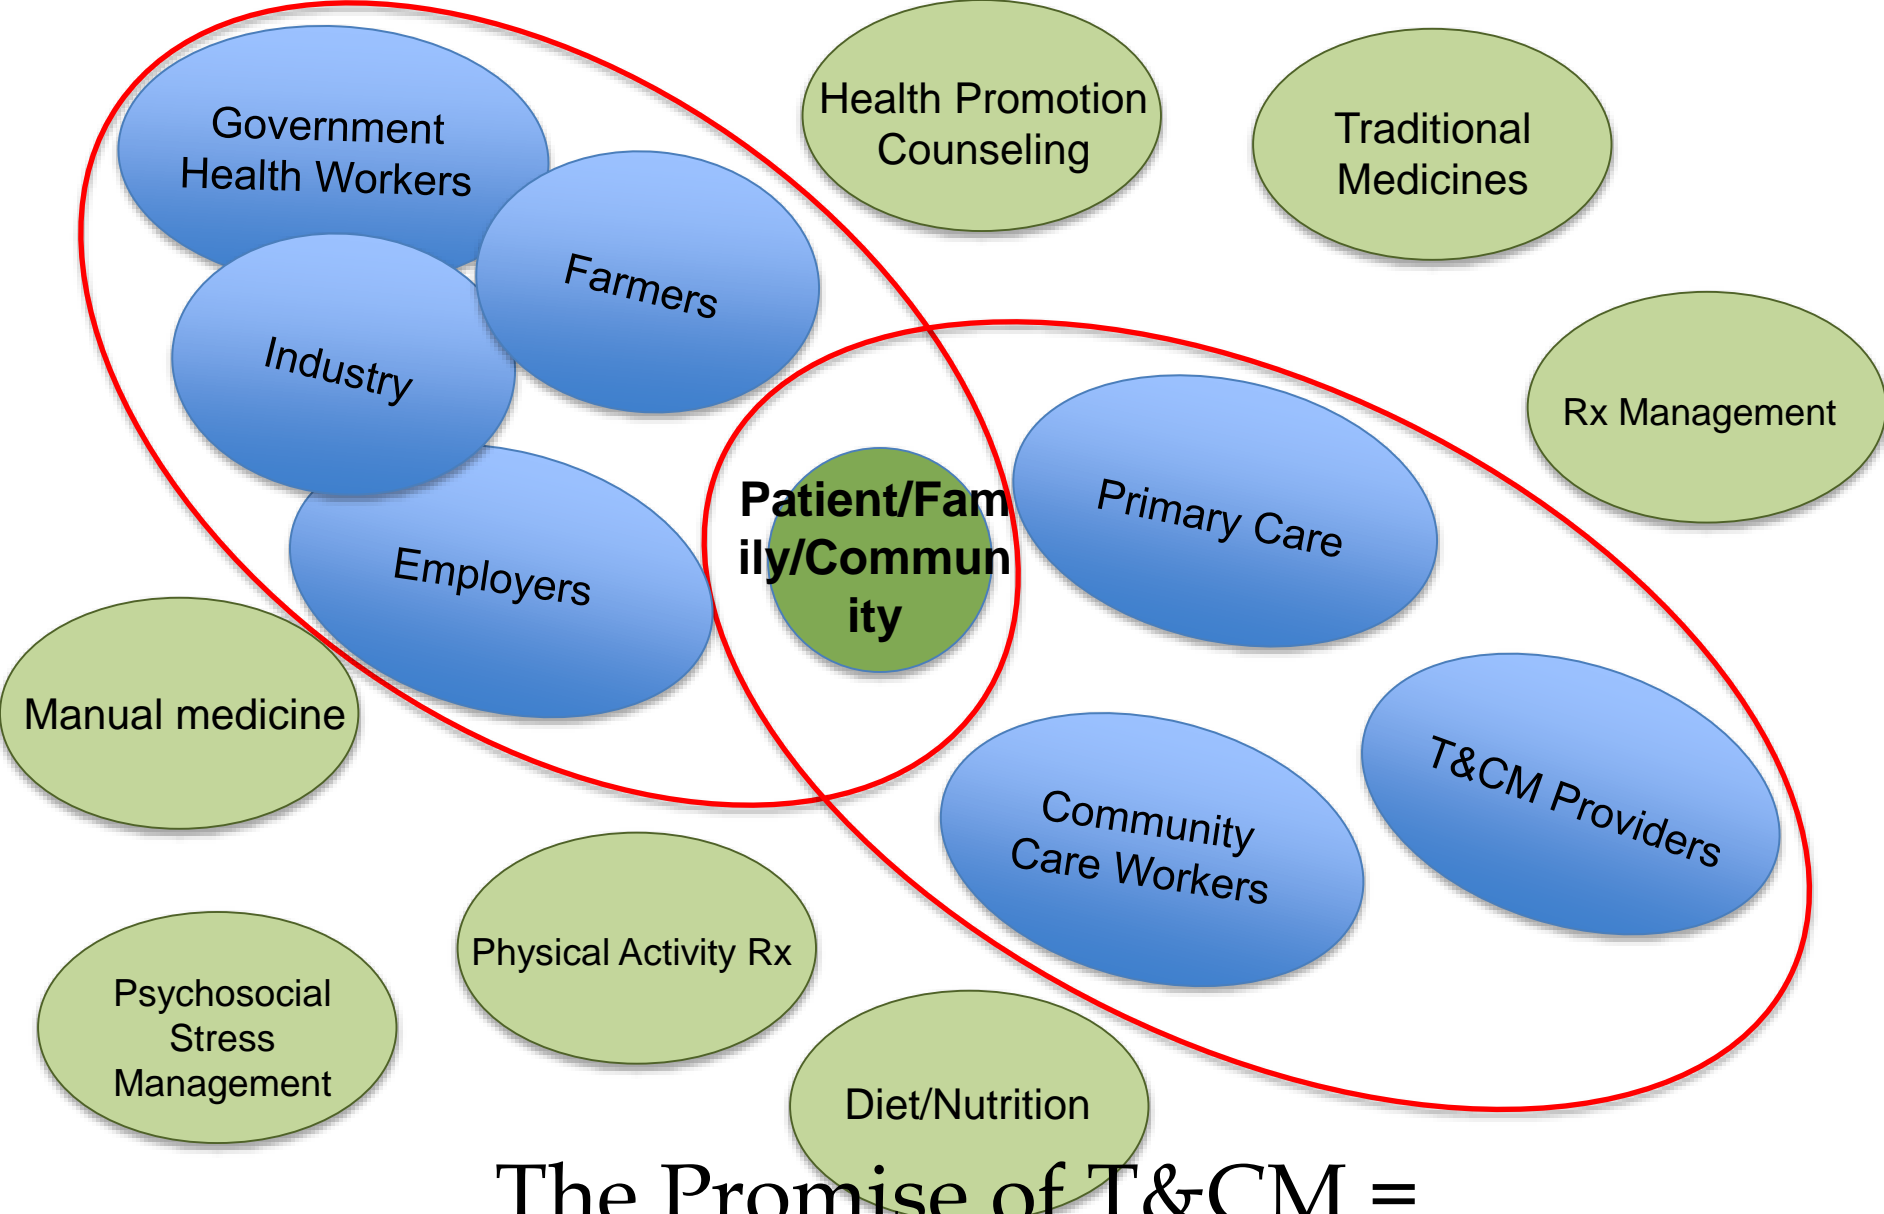 Government
Health Workers
Farmers
Industry
Employers
Health Promotion
Counseling
Traditional
Medicines
Rx Management
Patient/Fam
ily/Commun
ity
Primary Care
T&CM Providers
Community
Care Workers
Manual medicine
Physical Activity Rx
Psychosocial
Stress
Management
Diet/Nutrition
The Promise of T&CM =